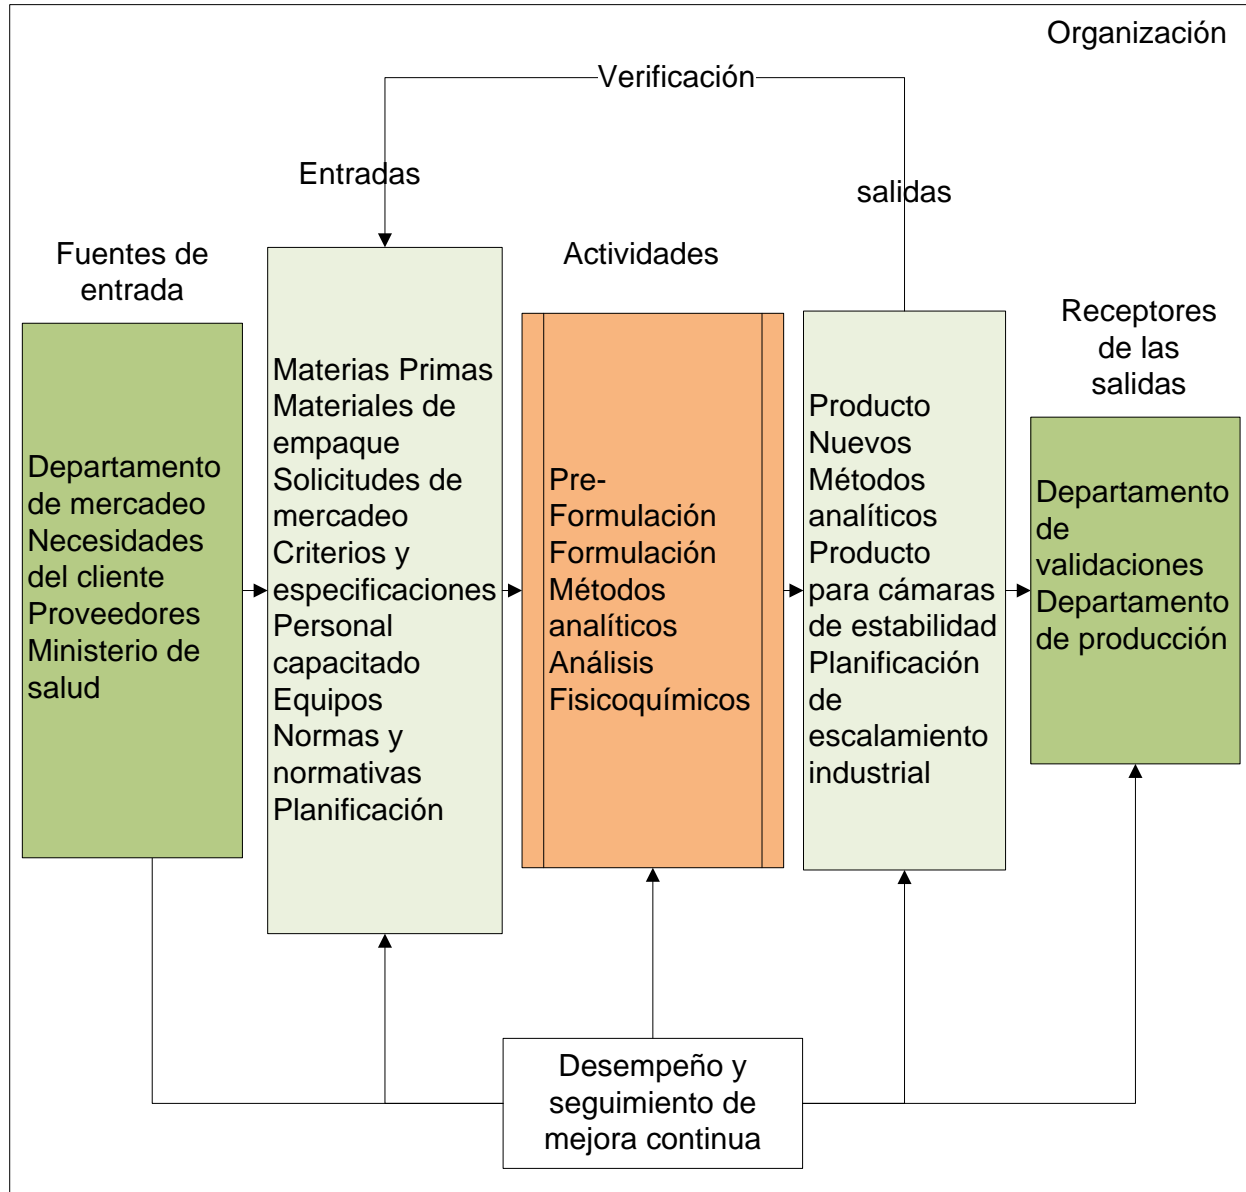 Organización
Verificación
Entradas
salidas
Fuentes de
entrada
Actividades
Receptores
de las
salidas
Departamento
de mercadeo
Necesidades
del cliente
Proveedores
Ministerio de
salud
Materias Primas
Materiales de
empaque
Solicitudes de
mercadeo
Criterios y
especificaciones
Personal
capacitado
Equipos
Normas y
normativas
Planificación
Pre-
Formulación
Formulación
Métodos
analíticos
Análisis
Fisicoquímicos
Producto
Nuevos
Métodos
analíticos
Producto
para cámaras
de estabilidad
Planificación
de
escalamiento
industrial
Departamento
de
validaciones
Departamento
de producción
Desempeño y
seguimiento de
mejora continua